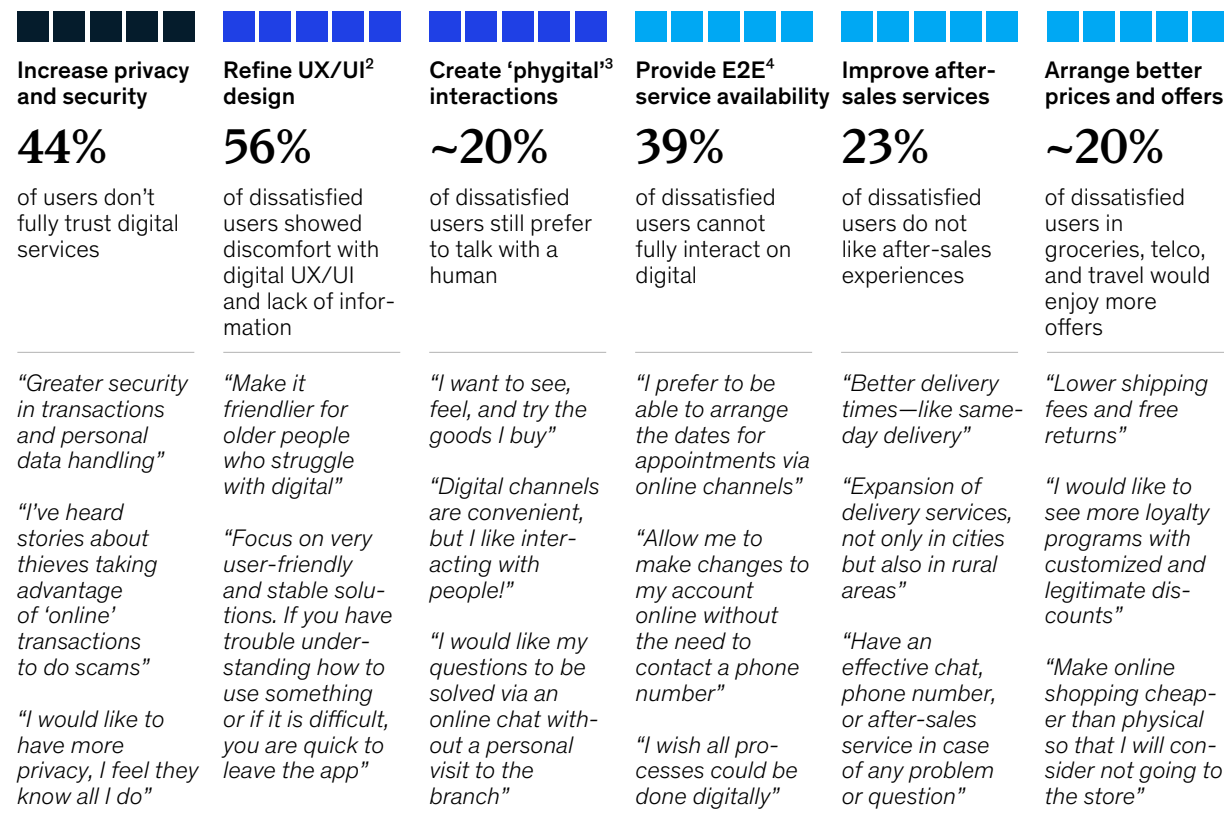 Increase privacy
and security
44%
of users don’t
fully trust digital
services
“Greater security
in transactions
and personal
data handling”
“I’ve heard
stories about
thieves taking
advantage
of ‘online’
transactions
to do scams”
“I would like to
have more
privacy, I feel they
know all I do”
Refine UX/UI²
design
56%
of dissatisfied
users showed
discomfort with
digital UX/UI
and lack of infor-
mation
“Make it
friendlier for
older people
who struggle
with digital”
“Focus on very
user-friendly
and stable solu-
tions. If you have
trouble under-
standing how to
use something
or if it is difficult,
you are quick to
leave the app”
Create ‘phygital’³
interactions
~20%
of dissatisfied
users still prefer
to talk with a
human
“I want to see,
feel, and try the
goods I buy”
“Digital channels
are convenient,
but I like inter-
acting with
people!”
“I would like my
questions to be
solved via an
online chat with-
out a personal
visit to the
branch”
Provide E2E⁴
service availability
39%
of dissatisfied
users cannot
fully interact on
digital
“I prefer to be
able to arrange
the dates for
appointments via
online channels”
“Allow me to
make changes to
my account
online without
the need to
contact a phone
number”
“I wish all pro-
cesses could be
done digitally”
Improve after-
sales services
23%
of dissatisfied
users do not
like after-sales
experiences
“Better delivery
times—like same-
day delivery”
“Expansion of
delivery services,
not only in cities
but also in rural
areas”
“Have an
effective chat,
phone number,
or after-sales
service in case
of any problem
or question”
Arrange better
prices and offers
~20%
of dissatisfied
users in
groceries, telco,
and travel would
enjoy more
offers
“Lower shipping
fees and free
returns”
“I would like to
see more loyalty
programs with
customized and
legitimate dis-
counts”
“Make online
shopping cheap-
er than physical
so that I will con-
sider not going to
the store”